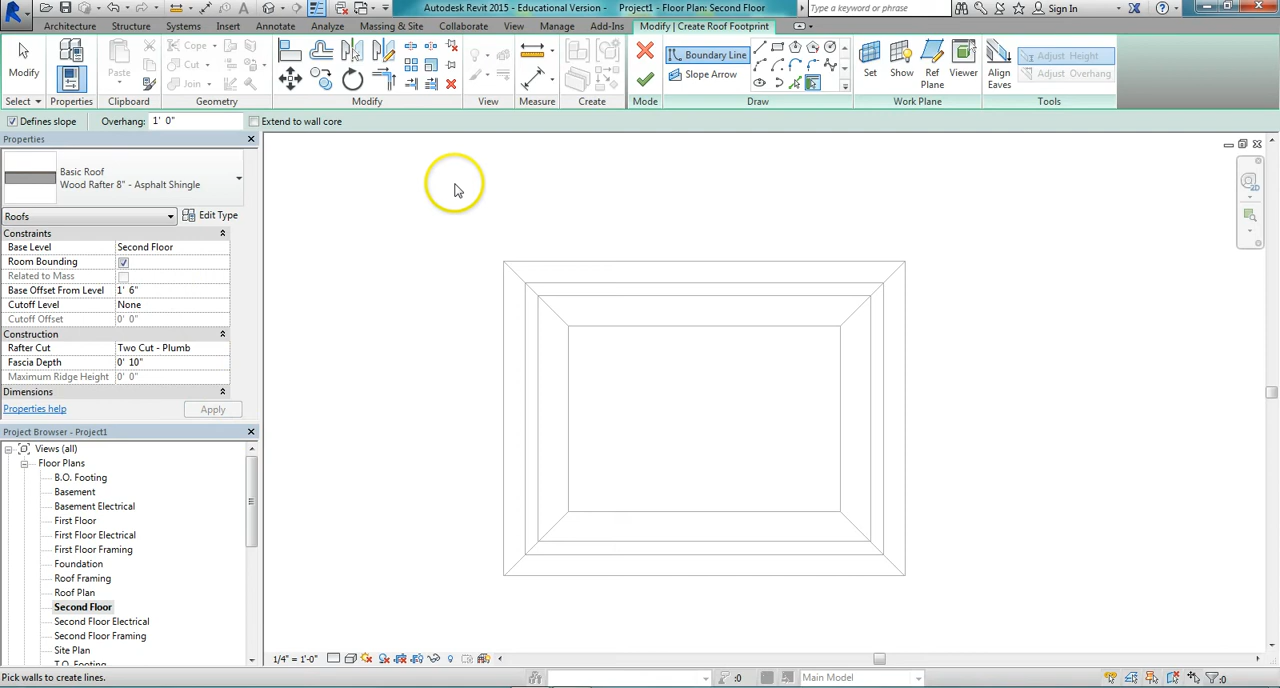 Autodesk Revit 2015 - Educational Version - Project1 - Floor Plan: Second Floor
Type a keyword or phrase
Sign In
Architecture Structure Systems Insert Annotate Analyze Massing & Site Collaborate View Manage Add-Ins Modify | Create Roof Footprint
Modify
Paste
Cope
Cut
Join
Boundary Line
Slope Arrow
Set
Show
Ref Plane
Viewer
Align Eaves
Adjust Height
Adjust Overhang
Select Properties Clipboard Geometry Modify View Measure Create Mode Draw Work Plane Tools
Defines slope Overhang: 1' 0" Extend to wall core
Properties
Basic Roof
Wood Rafter 8" - Asphalt Shingle
Roofs Edit Type
Constraints
Base Level Second Floor
Room Bounding
Related to Mass
Base Offset From Level 1' 6"
Cutoff Level None
Cutoff Offset 0' 0"
Construction
Rafter Cut Two Cut - Plumb
Fascia Depth 0' 10"
Maximum Ridge Height 0' 0"
Dimensions
Properties help Apply
Project Browser - Project1
Views (all)
Floor Plans
B.O. Footing
Basement
Basement Electrical
First Floor
First Floor Electrical
First Floor Framing
Foundation
Roof Framing
Roof Plan
Second Floor
Second Floor Electrical
Second Floor Framing
Site Plan
T.O. Footing
1/4" = 1'-0"
Pick walls to create lines.
:0
Main Model
:0
2D